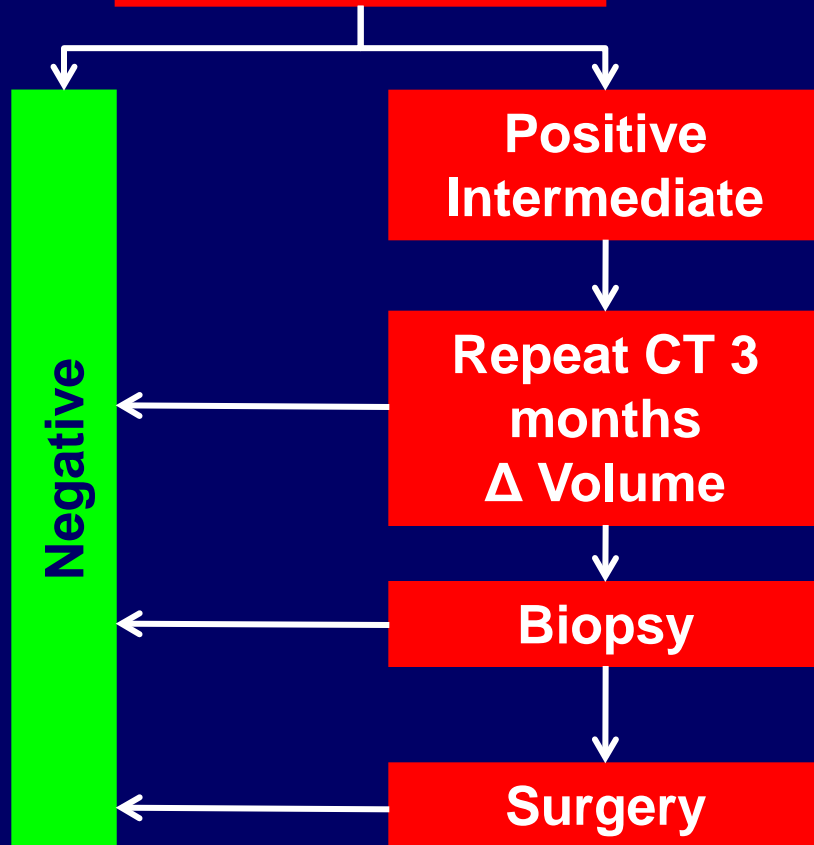 Positive
Intermediate
Repeat CT 3
months
Δ Volume
Negative
Biopsy
Surgery